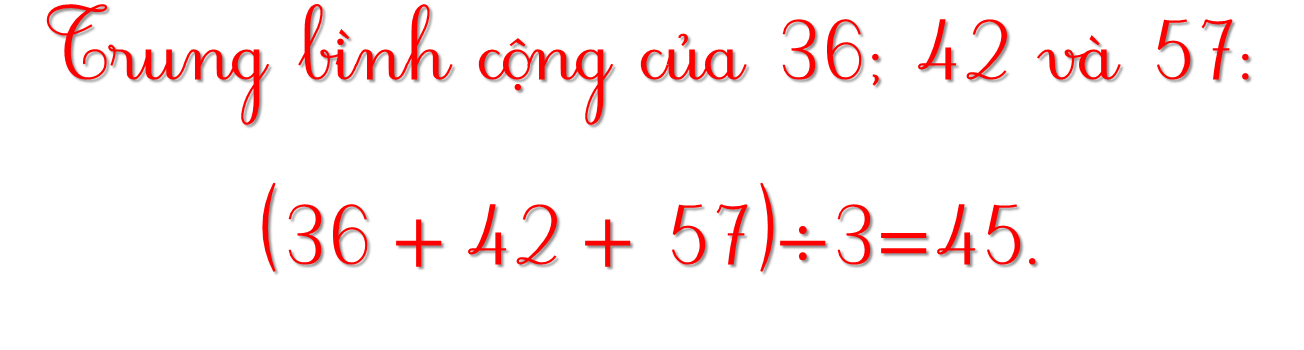 Trung bình cộng của 36; 42 và 57:
(36 + 42 + 57)÷3=45.